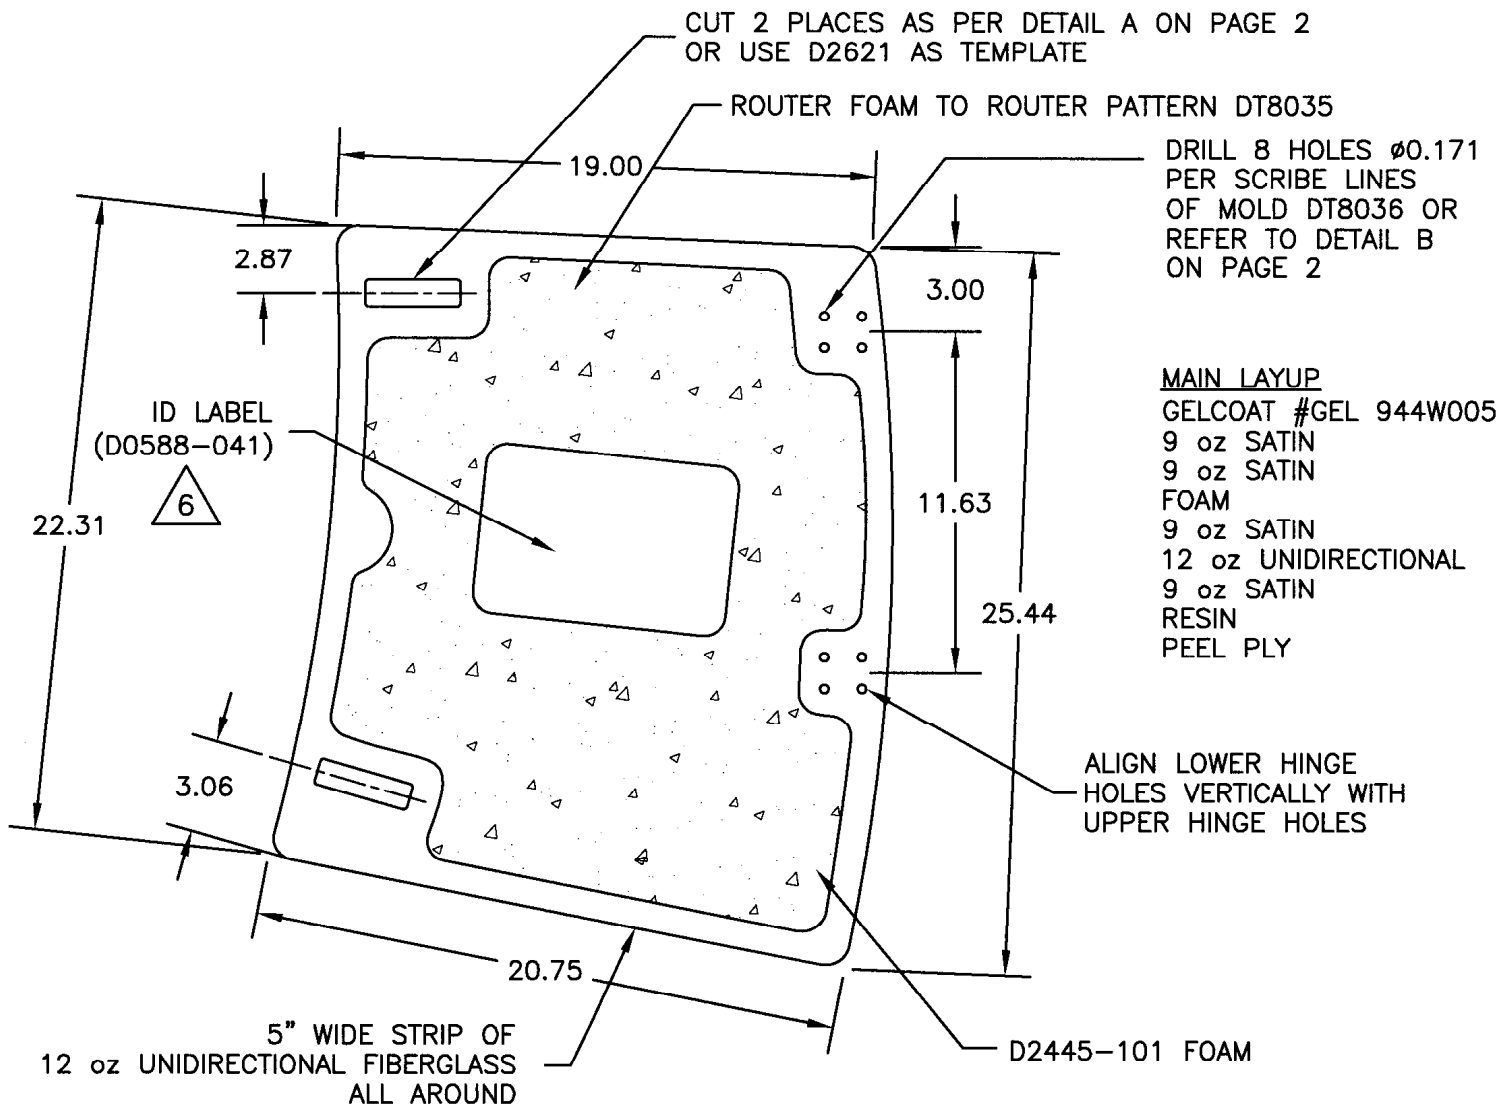 CUT 2 PLACES AS PER DETAIL A ON PAGE 2
OR USE D2621 AS TEMPLATE
ROUTER FOAM TO ROUTER PATTERN DT8035
DRILL 8 HOLES ø0.171
PER SCRIBE LINES
OF MOLD DT8036 OR
REFER TO DETAIL B
ON PAGE 2
19.00
2.87
3.00
MAIN LAYUP
GELCOAT #GEL 944W005
9 oz SATIN
9 oz SATIN
FOAM
9 oz SATIN
12 oz UNIDIRECTIONAL
9 oz SATIN
RESIN
PEEL PLY
ID LABEL
(D0588-041)
6
22.31
11.63
25.44
3.06
ALIGN LOWER HINGE
HOLES VERTICALLY WITH
UPPER HINGE HOLES
20.75
5" WIDE STRIP OF
12 oz UNIDIRECTIONAL FIBERGLASS
ALL AROUND
D2445-101 FOAM